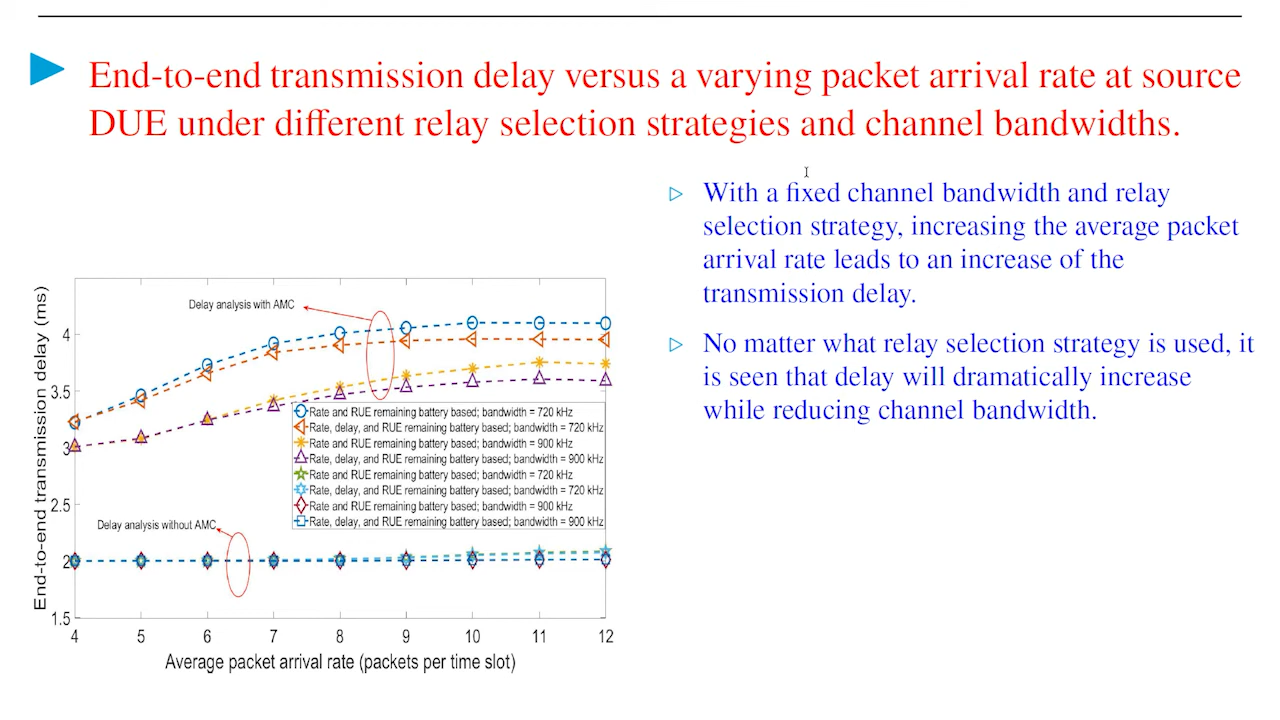 End-to-end transmission delay versus a varying packet arrival rate at source
DUE under different relay selection strategies and channel bandwidths.
With a fixed channel bandwidth and relay
selection strategy, increasing the average packet
arrival rate leads to an increase of the
transmission delay.
No matter what relay selection strategy is used, it
is seen that delay will dramatically increase
while reducing channel bandwidth.
End-to-end transmission delay (ms)
4
3.5
3
2.5
2
1.5
Delay analysis with AMC
Rate and RUE remaining battery based; bandwidth = 720 kHz
Rate, delay, and RUE remaining battery based; bandwidth = 720 kHz
Rate and RUE remaining battery based; bandwidth = 900 kHz
Rate, delay, and RUE remaining battery based; bandwidth = 900 kHz
Rate and RUE remaining battery based; bandwidth = 720 kHz
Rate, delay, and RUE remaining battery based; bandwidth = 720 kHz
Rate and RUE remaining battery based; bandwidth = 900 kHz
Rate, delay, and RUE remaining battery based; bandwidth = 900 kHz
Delay analysis without AMC
4 5 6 7 8 9 10 11 12
Average packet arrival rate (packets per time slot)